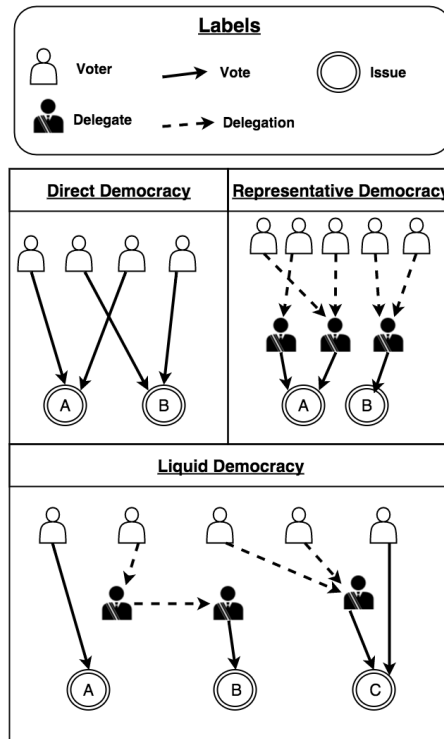 Labels
Voter Vote Issue
Delegate Delegation
Direct Democracy Representative Democracy
A B A B
Liquid Democracy
A B C